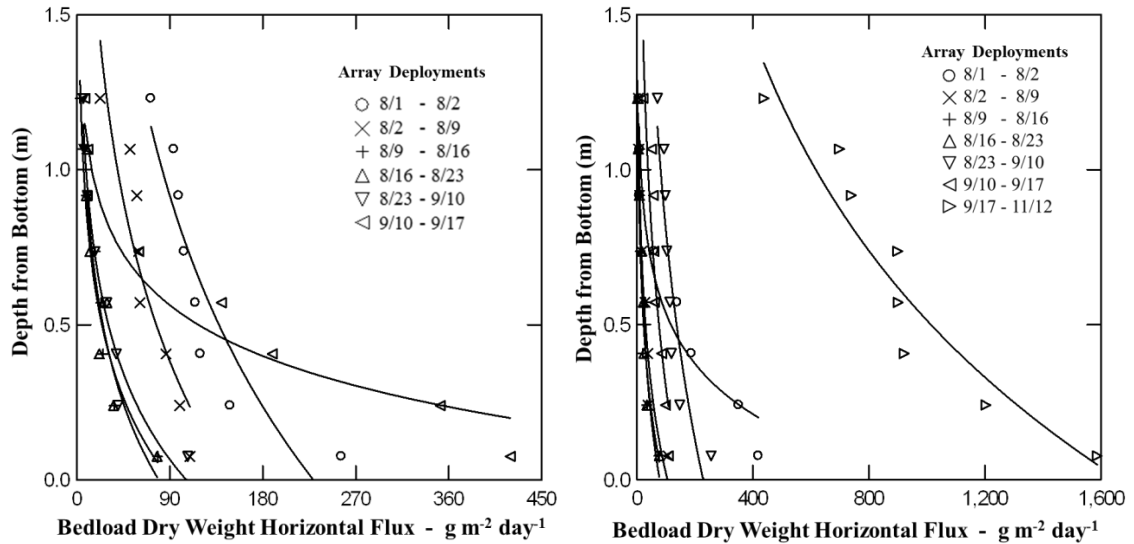 1.5
1.0
0.5
0.0
Depth from Bottom (m)
0 90 180 270 360 450
Bedload Dry Weight Horizontal Flux - g m-2 day-1
Array Deployments
8/1 - 8/2
8/2 - 8/9
8/9 - 8/16
8/16 - 8/23
8/23 - 9/10
9/10 - 9/17
1.5
1.0
0.5
0.0
Depth from Bottom (m)
0 400 800 1,200 1,600
Bedload Dry Weight Horizontal Flux - g m-2 day-1
Array Deployments
8/1 - 8/2
8/2 - 8/9
8/9 - 8/16
8/16 - 8/23
8/23 - 9/10
9/10 - 9/17
9/17 - 11/12